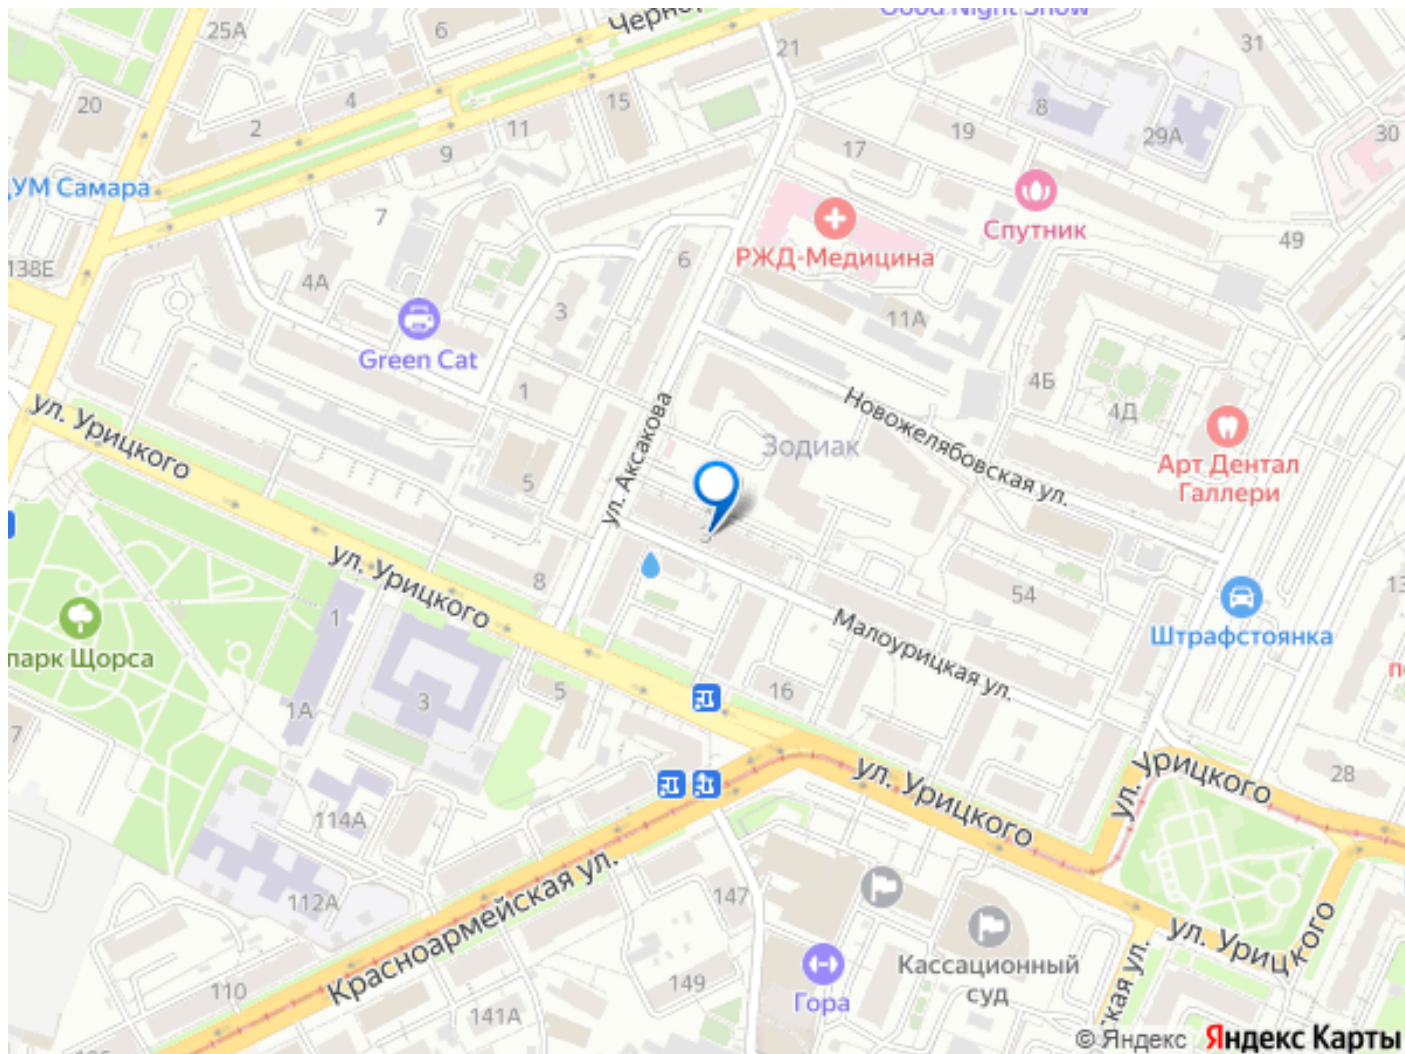 25А
6
Good Night Show
21
31
4
15
20
2
11
8
19
29А
30
9
17
УМ Самара
7
Спутник
49
6
РЖД-Медицина
138Е
4А
3
11А
Green Cat
1
4Б
4Д
ул. Урицкого
ул. Аксакова
Новожелябовская ул.
Зодиак
Арт Дентал
Галлери
5
8
54
ул. Урицкого
1
Малоурицкая ул.
Штрафстоянка
парк Щорса
1А
3
5
16
7
28
ул. Урицкого
ул. Урицкого
114А
112А
Красноармейская ул.
147
ул. Урицкого
Кассационный
суд
149
110
Гора
141А
ская ул.
© Яндекс Яндекс Карты